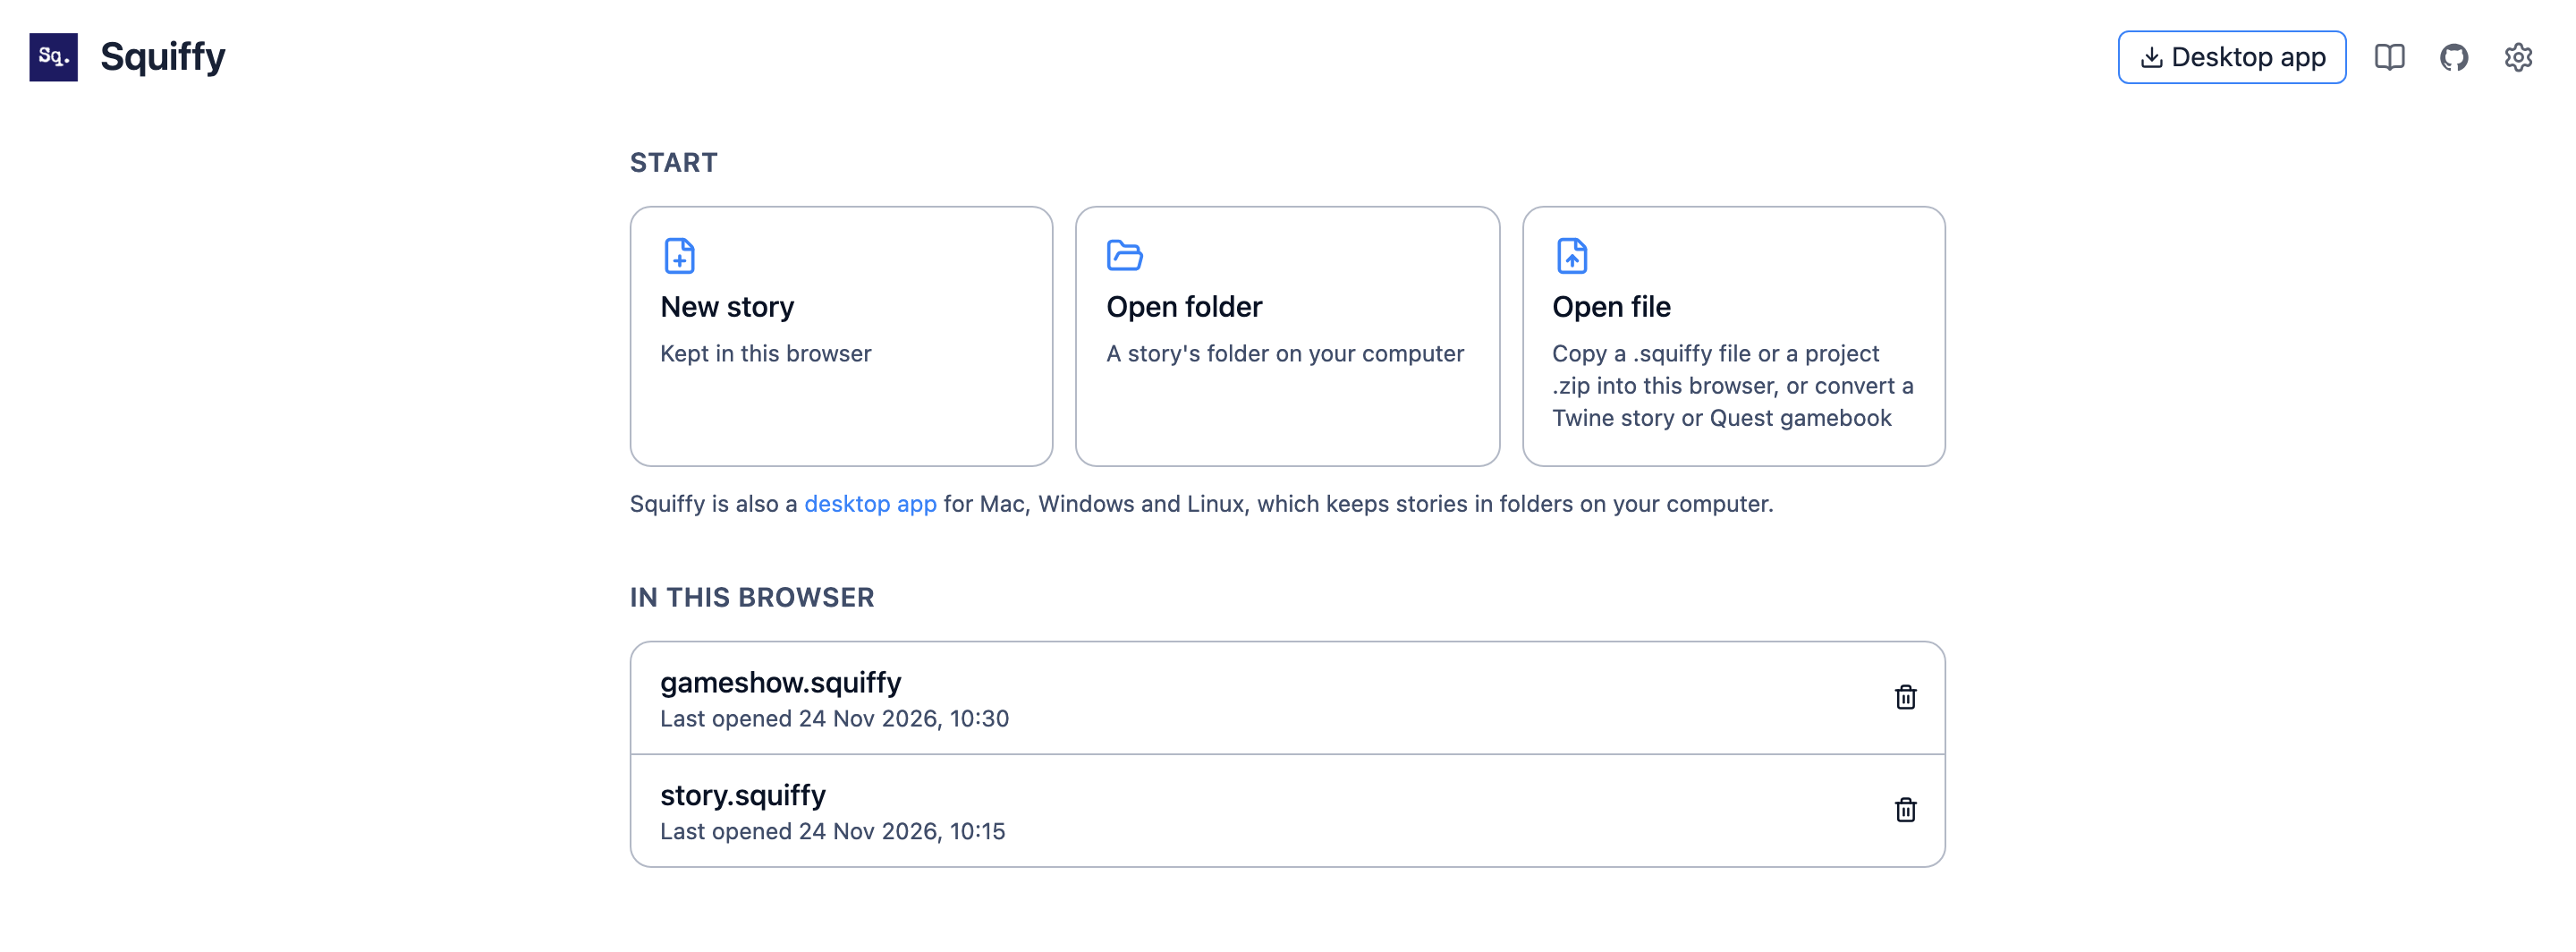 Sq.
Squiffy
Desktop app
START
New story
Kept in this browser
Open folder
A story's folder on your computer
Open file
Copy a .squiffy file or a project
.zip into this browser, or convert a
Twine story or Quest gamebook
Squiffy is also a desktop app for Mac, Windows and Linux, which keeps stories in folders on your computer.
IN THIS BROWSER
gameshow.squiffy
Last opened 24 Nov 2026, 10:30
story.squiffy
Last opened 24 Nov 2026, 10:15